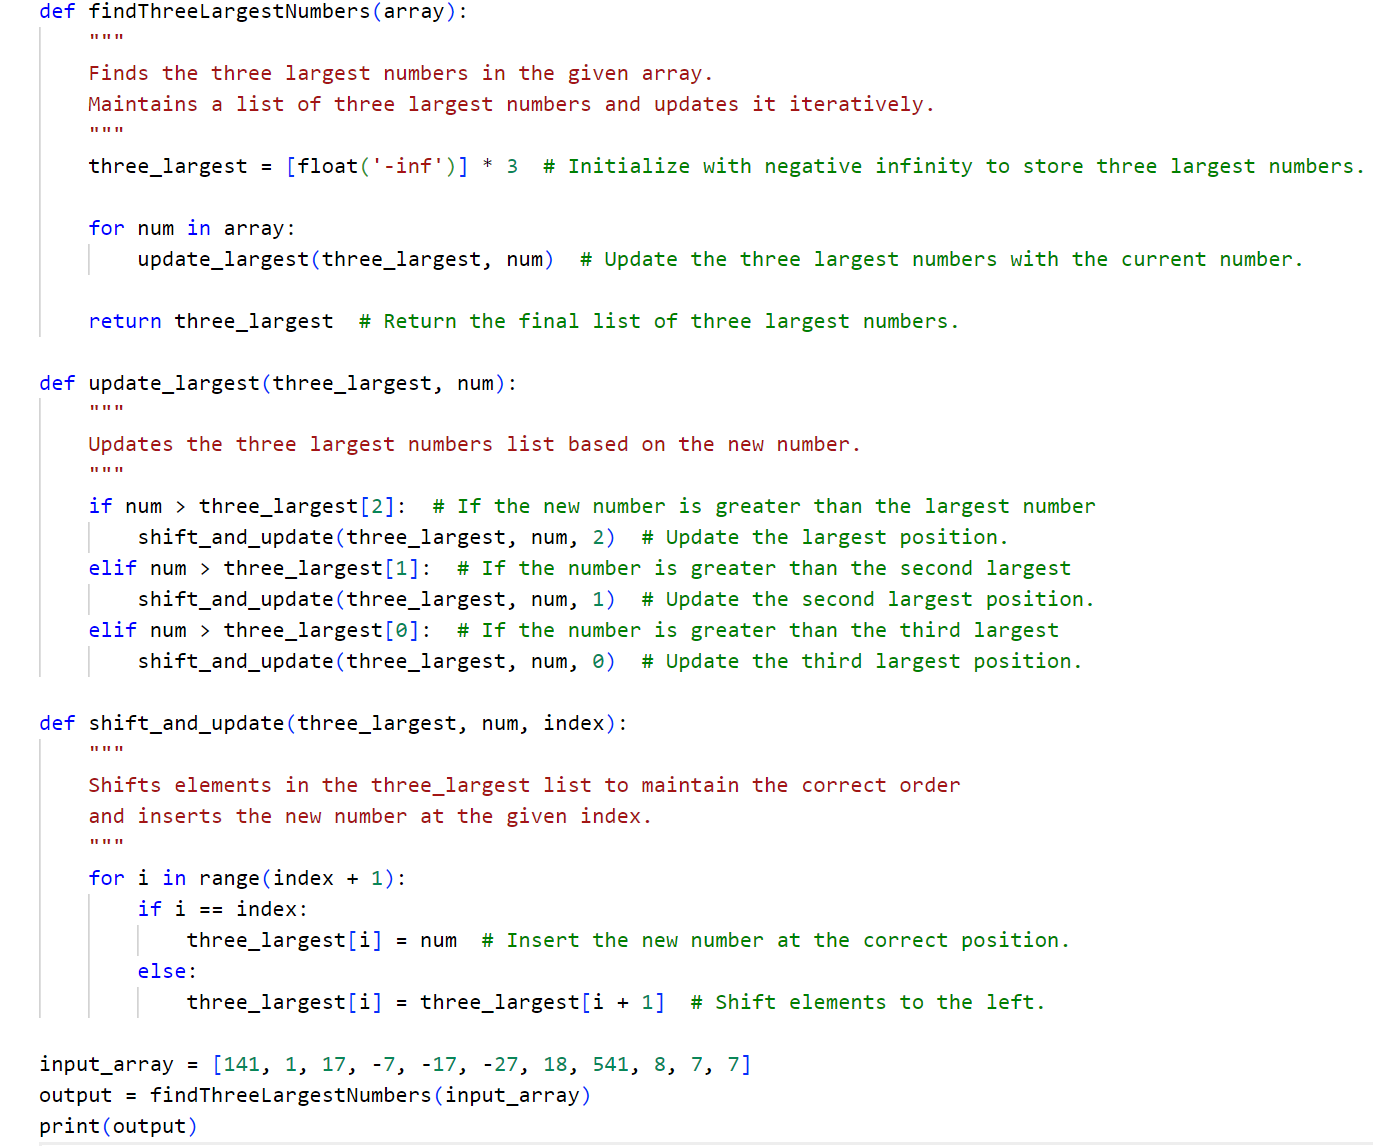 def findThreeLargestNumbers(array):
    """
    Finds the three largest numbers in the given array.
    Maintains a list of three largest numbers and updates it iteratively.
    """
    three_largest = [float('-inf')] * 3  # Initialize with negative infinity to store three largest numbers.

    for num in array:
        update_largest(three_largest, num)  # Update the three largest numbers with the current number.

    return three_largest  # Return the final list of three largest numbers.

def update_largest(three_largest, num):
    """
    Updates the three largest numbers list based on the new number.
    """
    if num > three_largest[2]:  # If the new number is greater than the largest number
        shift_and_update(three_largest, num, 2)  # Update the largest position.
    elif num > three_largest[1]:  # If the number is greater than the second largest
        shift_and_update(three_largest, num, 1)  # Update the second largest position.
    elif num > three_largest[0]:  # If the number is greater than the third largest
        shift_and_update(three_largest, num, 0)  # Update the third largest position.

def shift_and_update(three_largest, num, index):
    """
    Shifts elements in the three_largest list to maintain the correct order
    and inserts the new number at the given index.
    """
    for i in range(index + 1):
        if i == index:
            three_largest[i] = num  # Insert the new number at the correct position.
        else:
            three_largest[i] = three_largest[i + 1]  # Shift elements to the left.

input_array = [141, 1, 17, -7, -17, -27, 18, 541, 8, 7, 7]
output = findThreeLargestNumbers(input_array)
print(output)